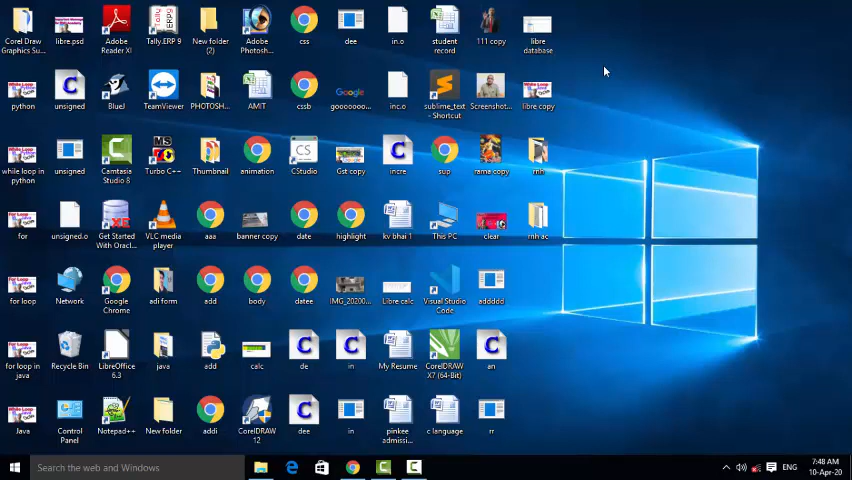 Corel Draw
Graphics Su...
libre.psd
Adobe
Reader XI
Tally.ERP 9
New folder
(2)
Adobe
Photosh...
css
dee
in.o
student
record
111 copy
libre
database
python
unsigned
BlueJ
TeamViewer
PHOTOSH...
AMIT
cssb
Google
gooooooo...
inc.o
sublime_text
- Shortcut
Screenshot...
libre copy
while loop in
python
unsigned
Camtasia
Studio 8
Turbo C++
Thumbnail
animation
CStudio
Gst copy
incre
sup
rama copy
rnh
for
unsigned.o
Get Started
With Oracl...
VLC media
player
aaa
banner copy
date
highlight
kv bhai 1
This PC
clear
rnh ac
for loop
Network
Google
Chrome
adi form
add
body
datee
IMG_20200...
Libre calc
Visual Studio
Code
addddd
for loop in
java
Recycle Bin
LibreOffice
6.3
java
add
calc
de
in
My Resume
CorelDRAW
X7 (64-Bit)
an
Java
Control
Panel
Notepad++
New folder
addi
CorelDRAW
12
dee
in
pinkee
admissi...
c language
rr
Search the web and Windows
ENG
7:48 AM
10-Apr-20